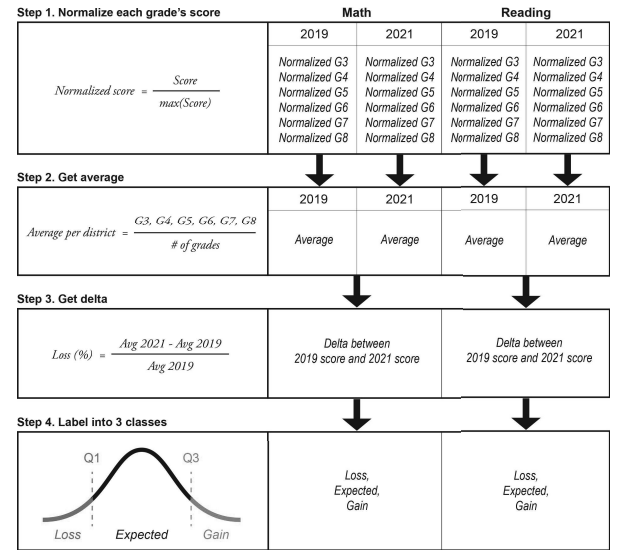 Step 1. Normalize each grade's score
Math
Reading
2019
2021
2019
2021
Normalized score = Score / max(Score)
Normalized G3
Normalized G4
Normalized G5
Normalized G6
Normalized G7
Normalized G8
Normalized G3
Normalized G4
Normalized G5
Normalized G6
Normalized G7
Normalized G8
Normalized G3
Normalized G4
Normalized G5
Normalized G6
Normalized G7
Normalized G8
Normalized G3
Normalized G4
Normalized G5
Normalized G6
Normalized G7
Normalized G8
Step 2. Get average
2019
2021
2019
2021
Average per district = G3, G4, G5, G6, G7, G8 / # of grades
Average
Average
Average
Average
Step 3. Get delta
Loss (%) = Avg 2021 - Avg 2019 / Avg 2019
Delta between
2019 score and 2021 score
Delta between
2019 score and 2021 score
Step 4. Label into 3 classes
Q1
Q3
Loss
Expected
Gain
Loss,
Expected,
Gain
Loss,
Expected,
Gain